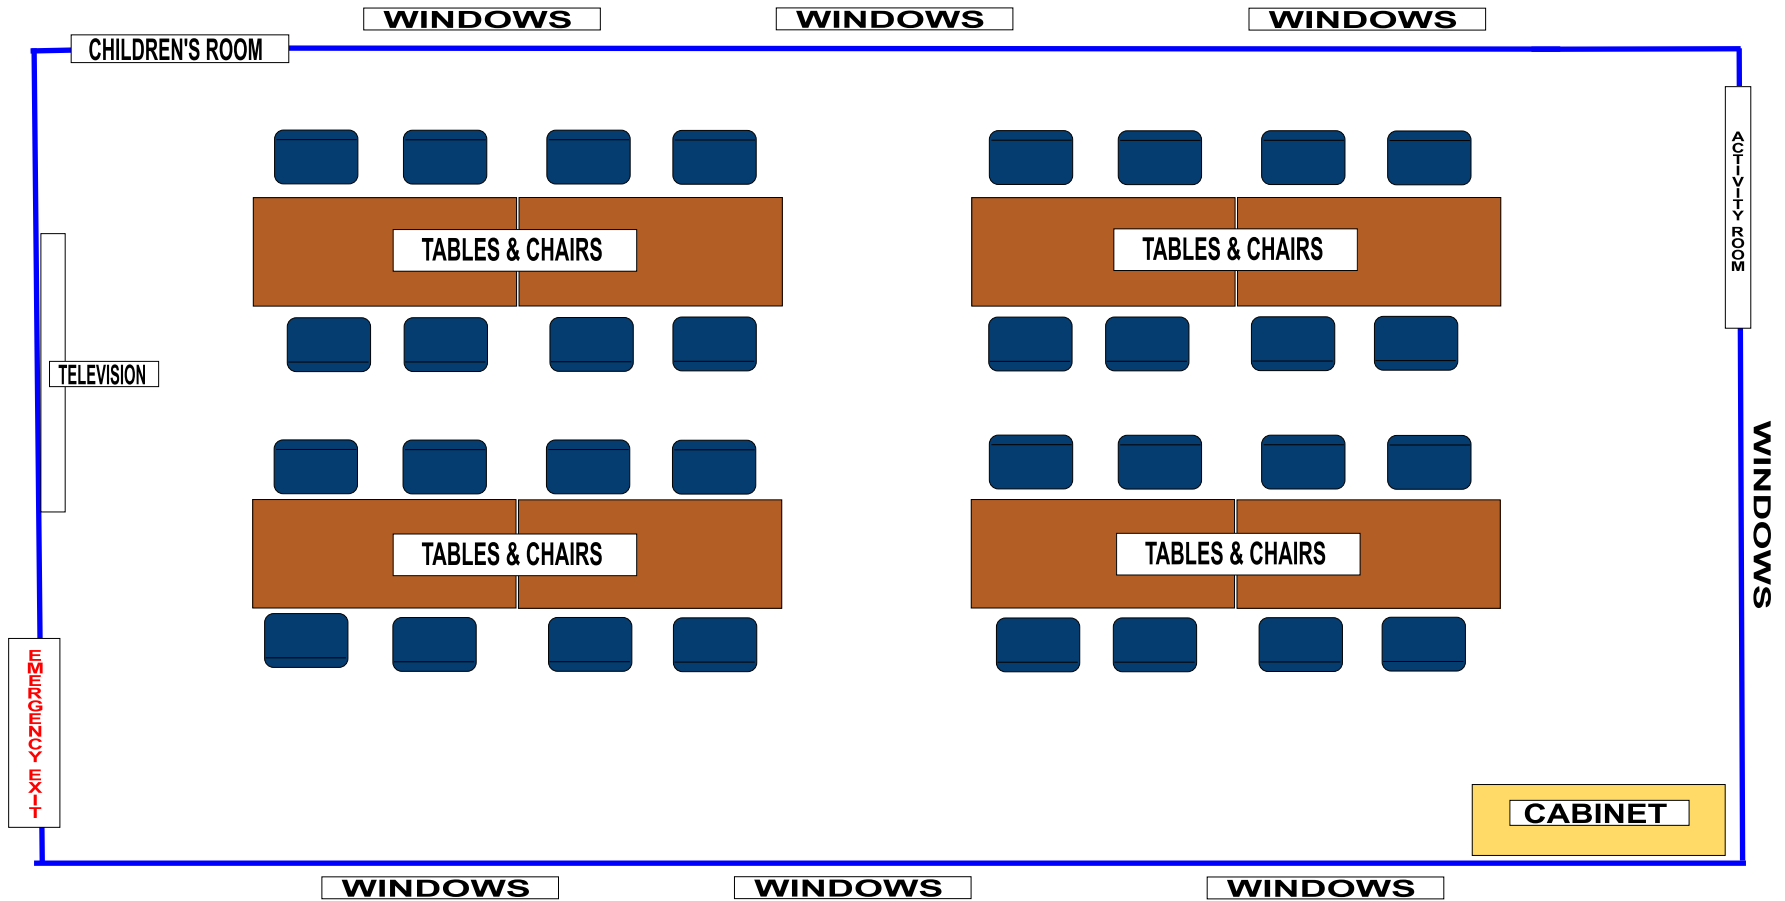 WINDOWS
WINDOWS
WINDOWS
CHILDREN'S ROOM
ACTIVITY ROOM
TABLES & CHAIRS
TABLES & CHAIRS
TELEVISION
WINDOWS
TABLES & CHAIRS
TABLES & CHAIRS
EMERGENCY EXIT
CABINET
WINDOWS
WINDOWS
WINDOWS